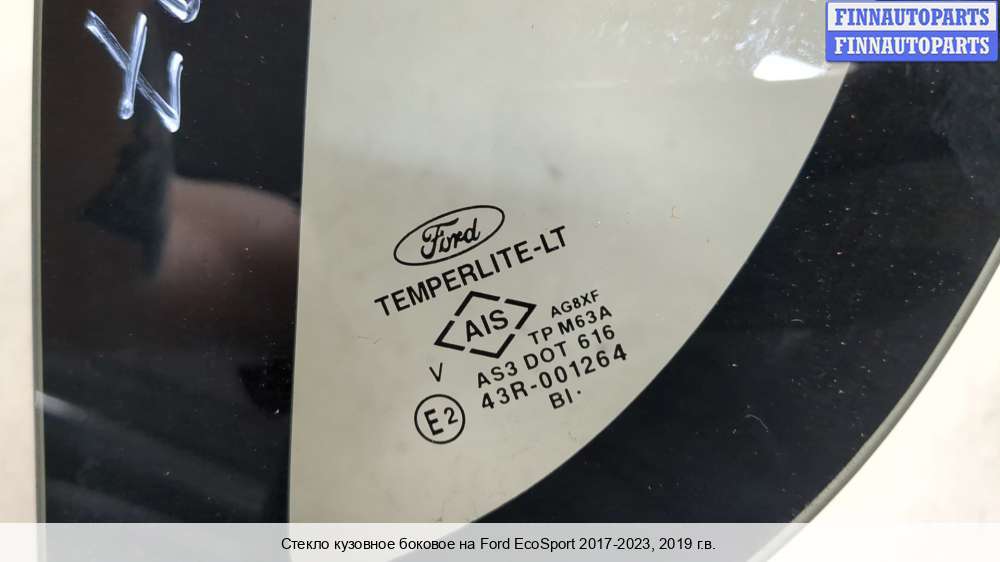 FINNAUTOPARTS
FINNAUTOPARTS
Ford
TEMPERLITE-LT
AIS
AG8XF
TP M63A
V
AS3 DOT 616
E2
43R-001264
BI·
Стекло кузовное боковое на Ford EcoSport 2017-2023, 2019 г.в.